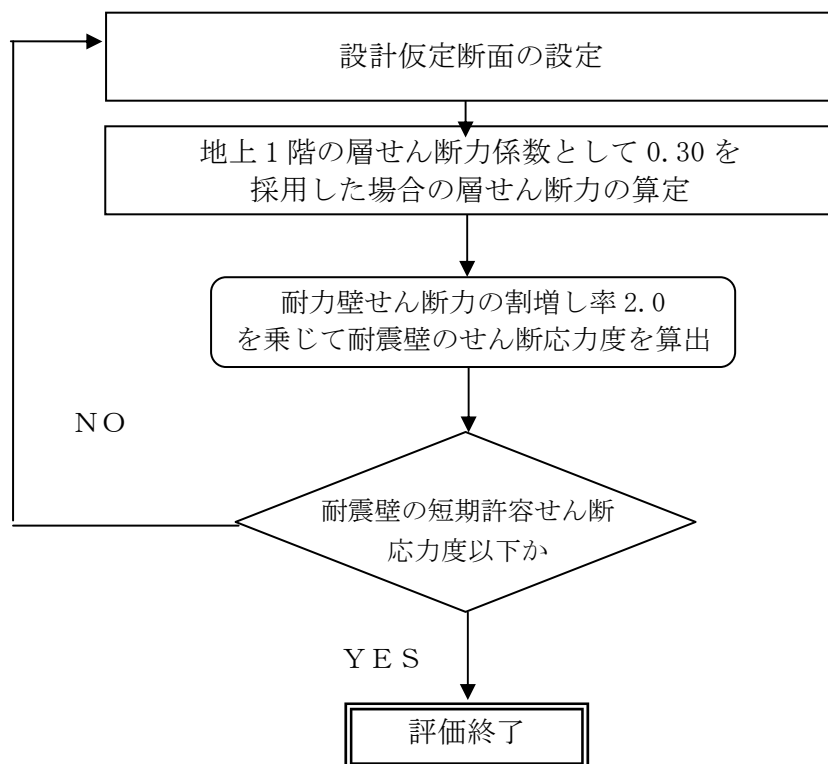 設計仮定断面の設定
地上1階の層せん断力係数として0.30を
採用した場合の層せん断力の算定
耐力壁せん断力の割増し率2.0
を乗じて耐震壁のせん断応力度を算出
NO
耐震壁の短期許容せん断
応力度以下か
YES
評価終了